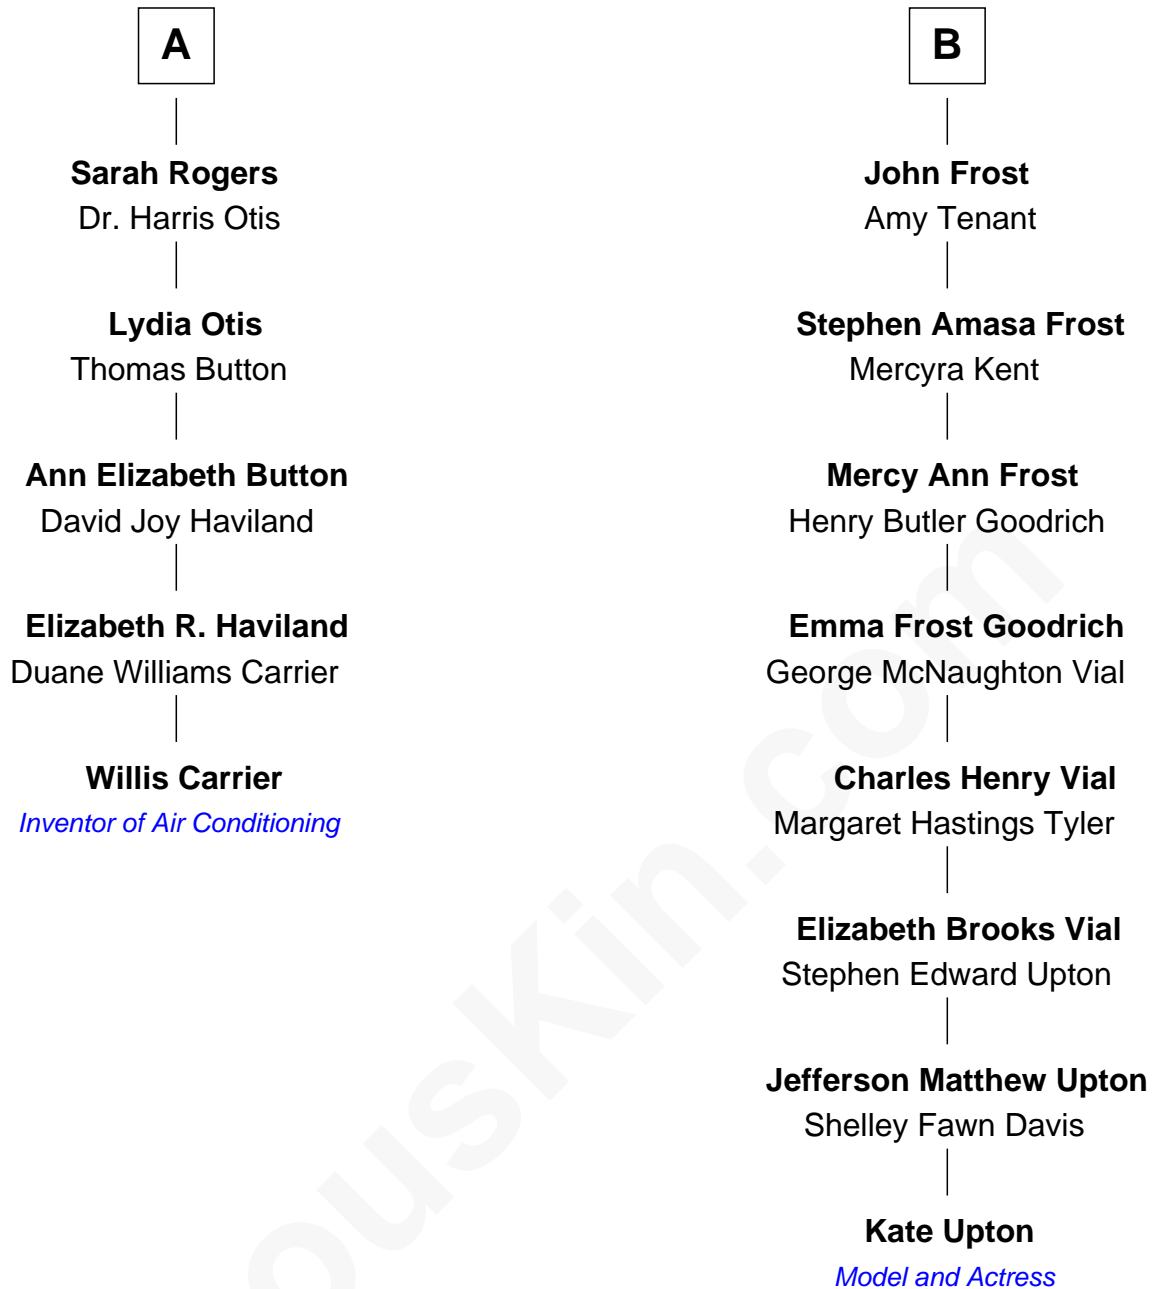 A
Sarah Rogers
Dr. Harris Otis
Lydia Otis
Thomas Button
Ann Elizabeth Button
David Joy Haviland
Elizabeth R. Haviland
Duane Williams Carrier
Willis Carrier
Inventor of Air Conditioning
B
John Frost
Amy Tenant
Stephen Amasa Frost
Mercyra Kent
Mercy Ann Frost
Henry Butler Goodrich
Emma Frost Goodrich
George McNaughton Vial
Charles Henry Vial
Margaret Hastings Tyler
Elizabeth Brooks Vial
Stephen Edward Upton
Jefferson Matthew Upton
Shelley Fawn Davis
Kate Upton
Model and Actress
ousKin.com